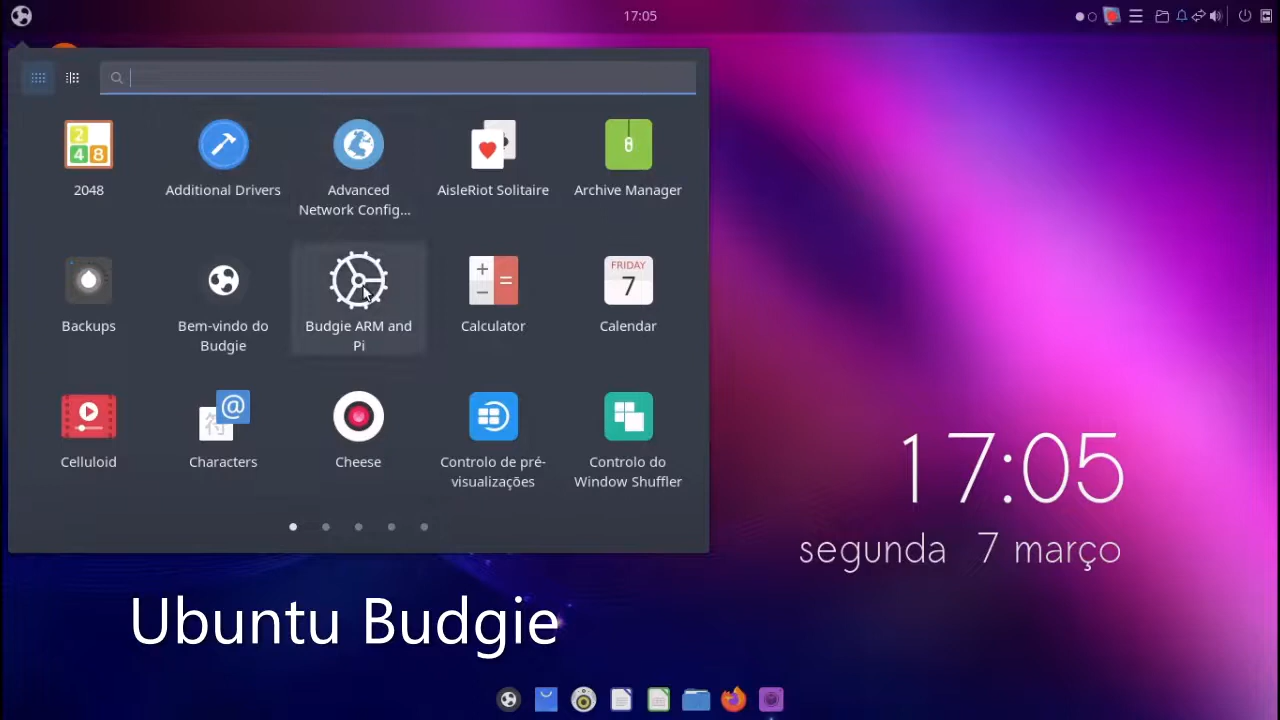 17:05
2048
Additional Drivers
Advanced
Network Config...
AisleRiot Solitaire
Archive Manager
Backups
Bem-vindo do
Budgie
Budgie ARM and
Pi
Calculator
FRIDAY
7
Calendar
Celluloid
@
符
Characters
Cheese
Controlo de pré-
visualizações
Controlo do
Window Shuffler
17:05
segunda 7 março
Ubuntu Budgie